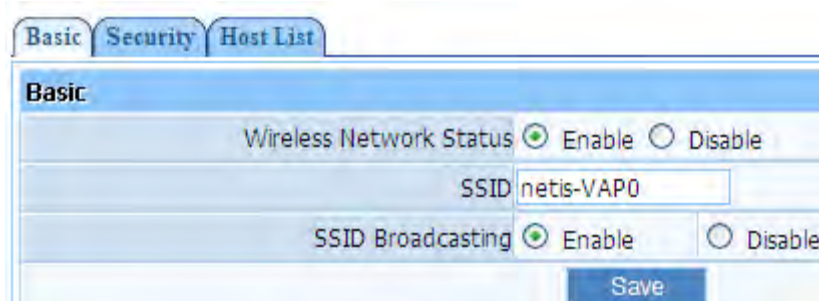 Basic Security Host List
Basic
Wireless Network Status Enable Disable
SSID netis-VAP0
SSID Broadcasting Enable Disable
Save